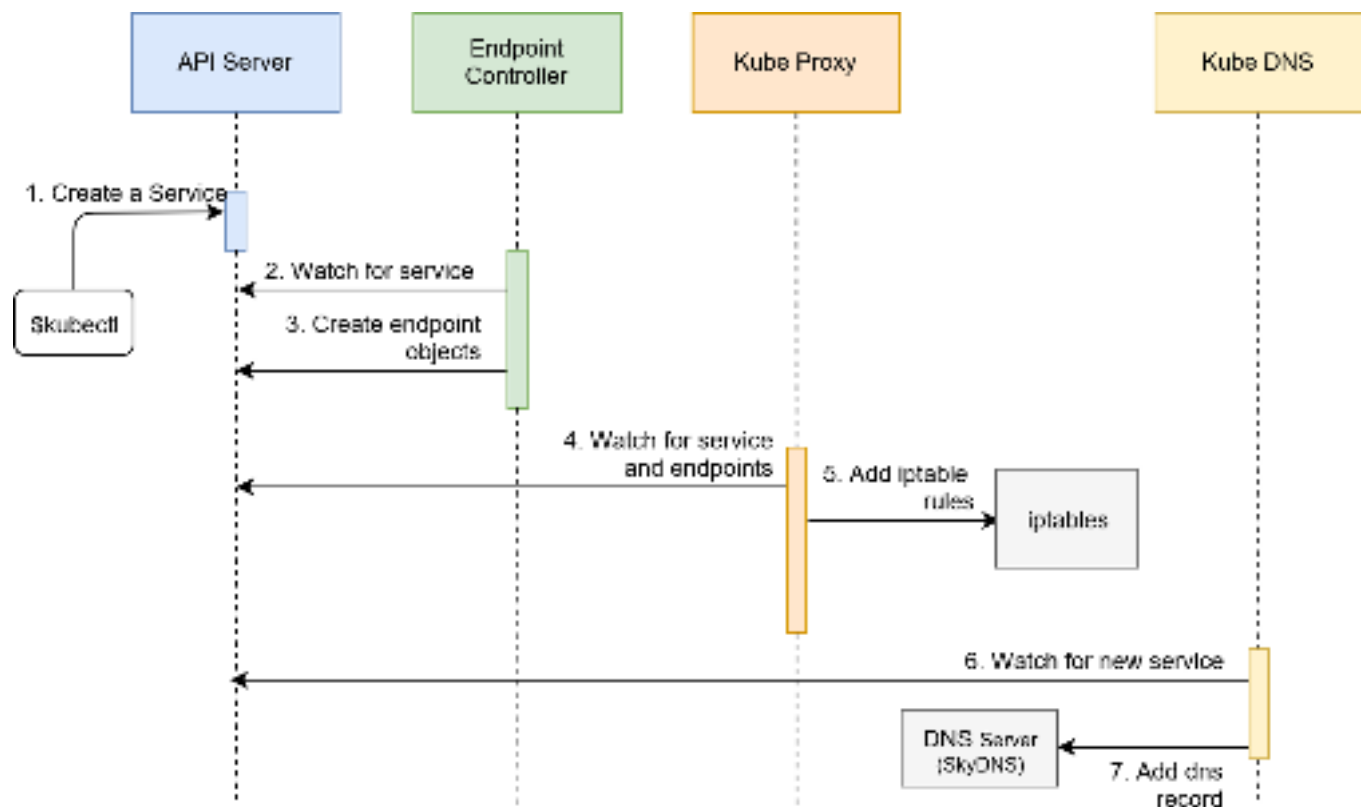 API Server
Endpoint
Controller
Kube Proxy
Kube DNS
1. Create a Service
2. Watch for service
$kubectl
3. Create endpoint
objects
4. Watch for service
and endpoints
5. Add iptable
rules
iptables
6. Watch for new service
DNS Server
(SkyDNS)
7. Add dns
record